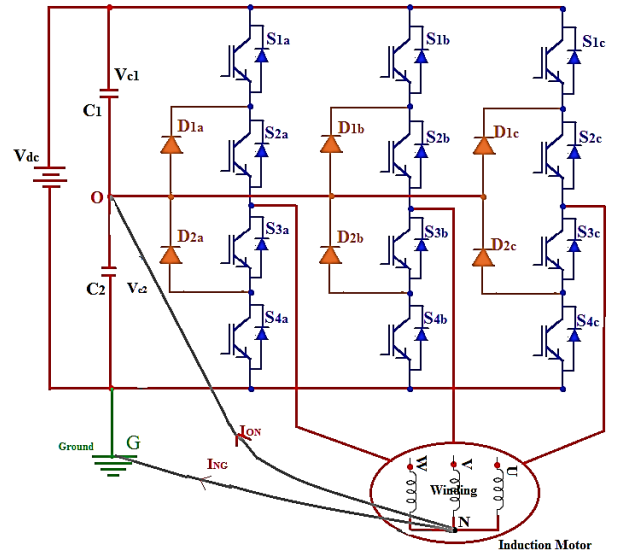 S1a
S1b
S1c
Vc1
C1
D1a
D1b
D1c
S2a
S2b
S2c
Vdc
O
S3a
S3b
S3c
D2a
D2b
D2c
C2
Vc2
S4a
S4b
S4c
Ground
G
ION
ING
W
V
U
Winding
N
Induction Motor